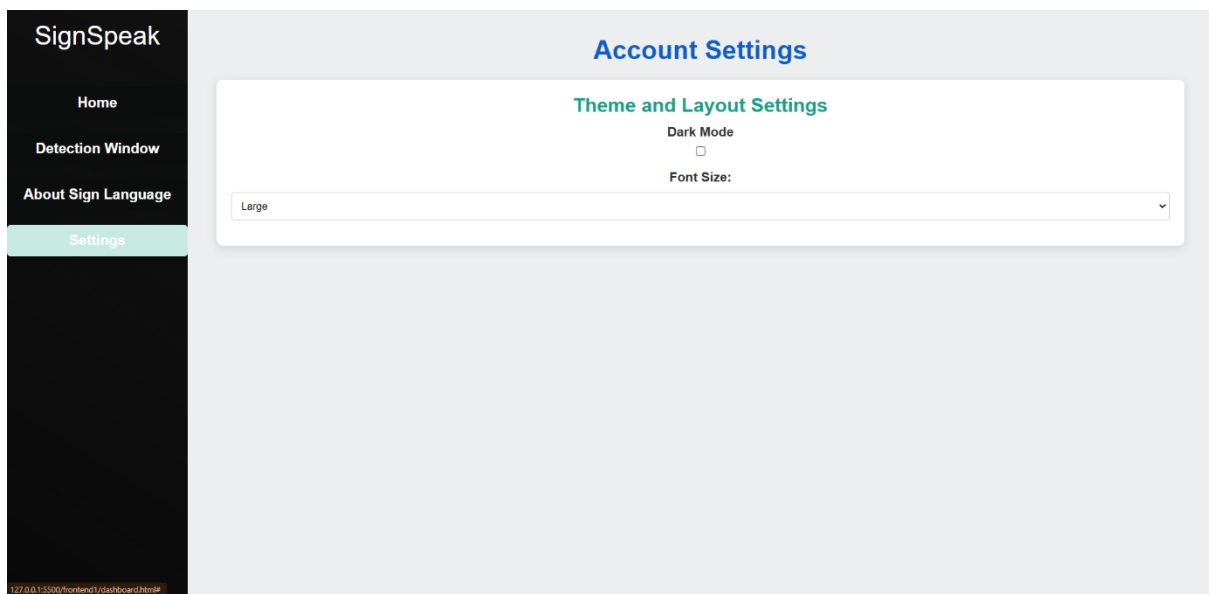 SignSpeak
Home
Detection Window
About Sign Language
Settings
Account Settings
Theme and Layout Settings
Dark Mode
Font Size:
Large
127.0.0.1:5500/frontend1/dashboard.html#